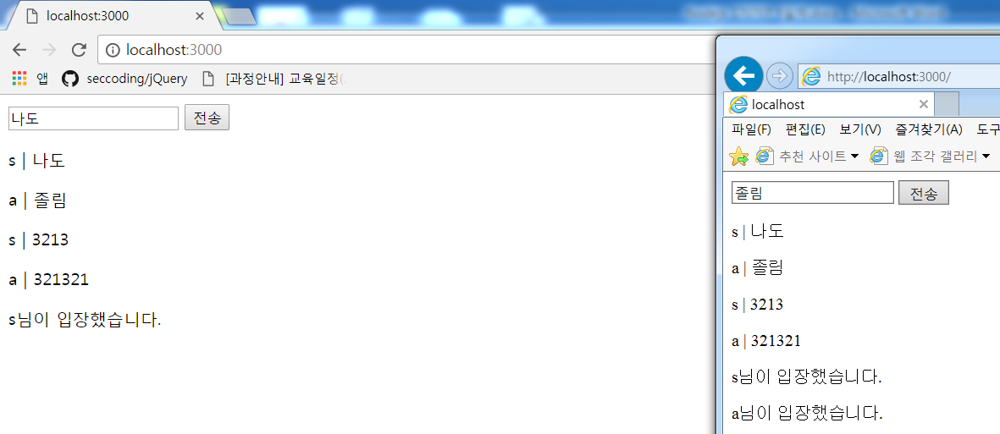 localhost:3000
localhost:3000
앱 seccoding/jQuery [과정안내] 교육일정(
나도 전송
s | 나도
a | 졸림
s | 3213
a | 321321
s님이 입장했습니다.
http://localhost:3000/
localhost
파일(F) 편집(E) 보기(V) 즐겨찾기(A) 도구
추천 사이트 웹 조각 갤러리
졸림 전송
s | 나도
a | 졸림
s | 3213
a | 321321
s님이 입장했습니다.
a님이 입장했습니다.